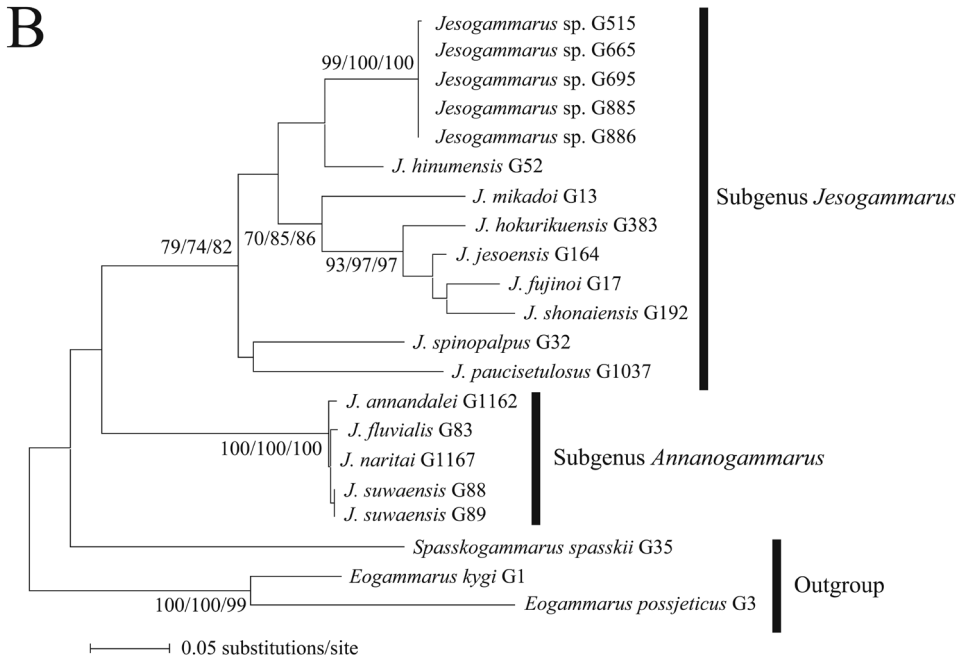 B
Jesogammarus sp. G515
Jesogammarus sp. G665
99/100/100
Jesogammarus sp. G695
Jesogammarus sp. G885
Jesogammarus sp. G886
J. hinumensis G52
J. mikadoi G13
Subgenus Jesogammarus
J. hokurikuensis G383
79/74/82
70/85/86
93/97/97
J. jesoensis G164
J. fujinoi G17
J. shonaiensis G192
J. spinopalpus G32
J. paucisetulosus G1037
J. annandalei G1162
J. fluvialis G83
100/100/100
J. naritai G1167
Subgenus Annanogammarus
J. suwaensis G88
J. suwaensis G89
Spasskogammarus spasskii G35
Eogammarus kygi G1
Outgroup
100/100/99
Eogammarus possjeticus G3
0.05 substitutions/site